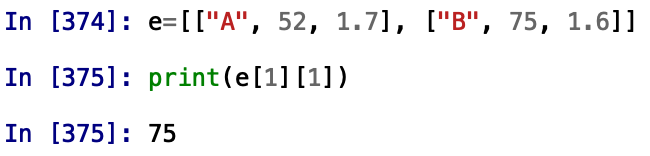 In [374]: e=[["A", 52, 1.7], ["B", 75, 1.6]]
In [375]: print(e[1][1])
In [375]: 75